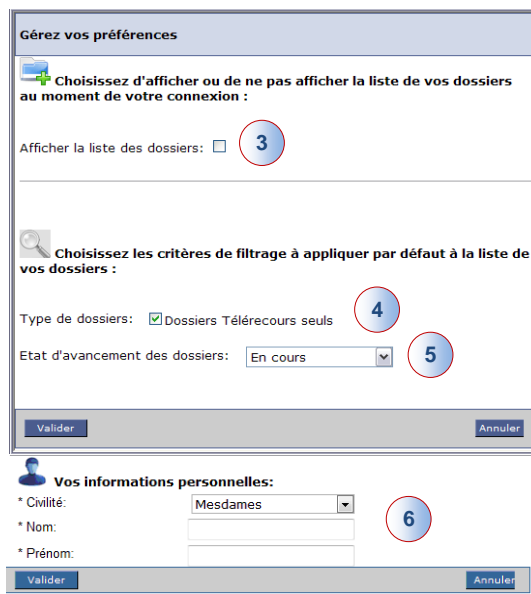 Gérez vos préférences
Choisissez d'afficher ou de ne pas afficher la liste de vos dossiers
au moment de votre connexion :
Afficher la liste des dossiers: 3
Choisissez les critères de filtrage à appliquer par défaut à la liste de
vos dossiers :
Type de dossiers: Dossiers Télérecours seuls 4
Etat d'avancement des dossiers: En cours 5
Valider Annuler
Vos informations personnelles:
* Civilité: Mesdames
* Nom: 6
* Prénom:
Valider Annuler